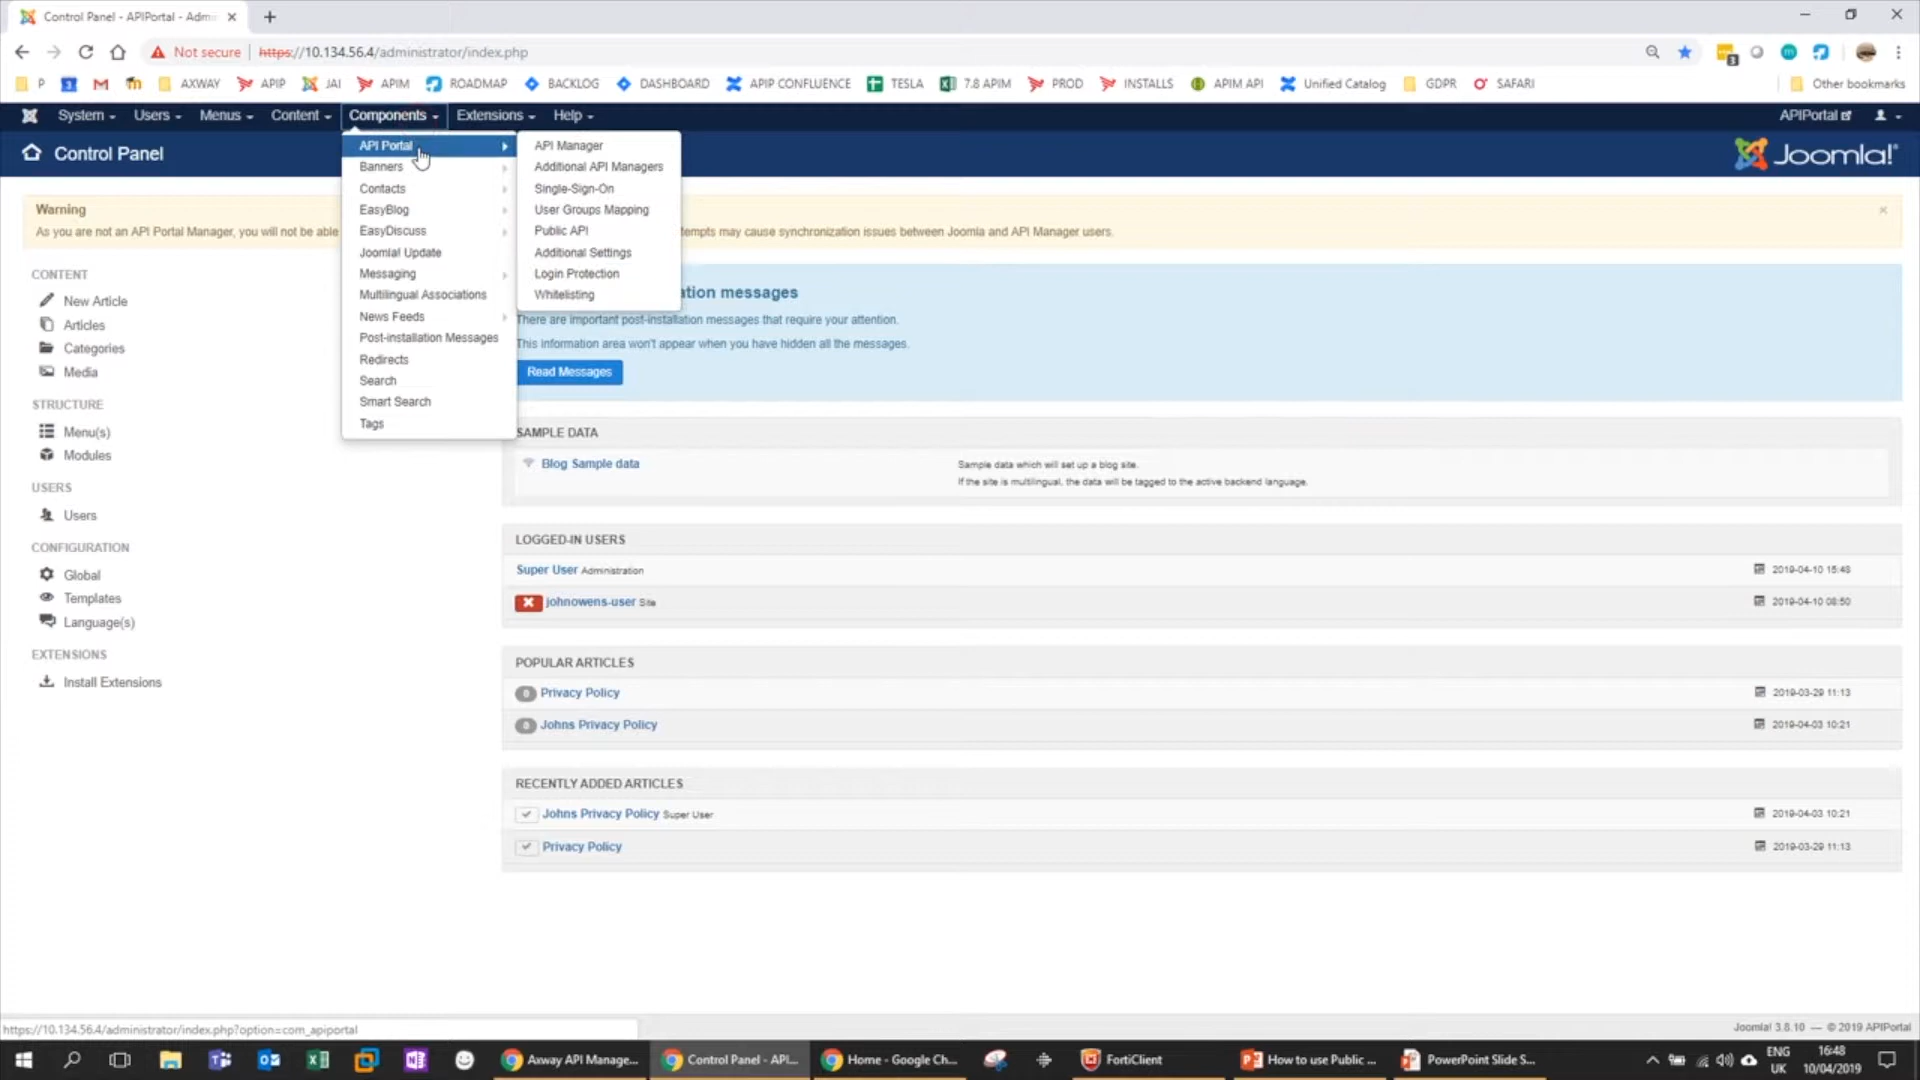 Control Panel - APIPortal - Admi
Not secure
https://10.134.56.4/administrator/index.php
3
P
AXWAY
APIP
JAI
APIM
ROADMAP
BACKLOG
DASHBOARD
APIP CONFLUENCE
TESLA
7.8 APIM
PROD
INSTALLS
APIM API
Unified Catalog
GDPR
SAFARI
Other bookmarks
System
Users
Menus
Content
Components
Extensions
Help
APIPortal
Control Panel
Joomla!®
API Portal
Banners
Contacts
EasyBlog
EasyDiscuss
Joomla! Update
Messaging
Multilingual Associations
News Feeds
Post-installation Messages
Redirects
Search
Smart Search
Tags
API Manager
Additional API Managers
Single-Sign-On
User Groups Mapping
Public API
Additional Settings
Login Protection
Whitelisting
Warning
As you are not an API Portal Manager, you will not be able
tempts may cause synchronization issues between Joomla and API Manager users.
CONTENT
New Article
Articles
Categories
Media
STRUCTURE
Menu(s)
Modules
USERS
Users
CONFIGURATION
Global
Templates
Language(s)
EXTENSIONS
Install Extensions
tion messages
There are important post-installation messages that require your attention.
This information area won't appear when you have hidden all the messages.
Read Messages
SAMPLE DATA
Blog Sample data
Sample data which will set up a blog site.
If the site is multilingual, the data will be tagged to the active backend language.
LOGGED-IN USERS
Super User Administration
2019-04-10 15:48
johnowens-user Site
2019-04-10 08:50
POPULAR ARTICLES
0 Privacy Policy
2019-03-29 11:13
0 Johns Privacy Policy
2019-04-03 10:21
RECENTLY ADDED ARTICLES
Johns Privacy Policy Super User
2019-04-03 10:21
Privacy Policy
2019-03-29 11:13
https://10.134.56.4/administrator/index.php?option=com_apiportal
Joomla! 3.8.10 — © 2019 APIPortal
Axway API Manage...
Control Panel - API...
Home - Google Ch...
FortiClient
How to use Public ...
PowerPoint Slide S...
ENG
UK
16:48
10/04/2019